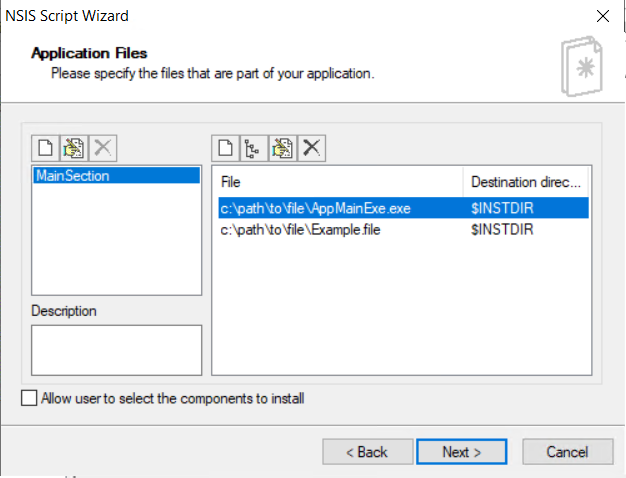 NSIS Script Wizard
Application Files
Please specify the files that are part of your application.
MainSection
File Destination direc...
c:\path\to\file\AppMainExe.exe $INSTDIR
c:\path\to\file\Example.file $INSTDIR
Description
Allow user to select the components to install
< Back Next > Cancel